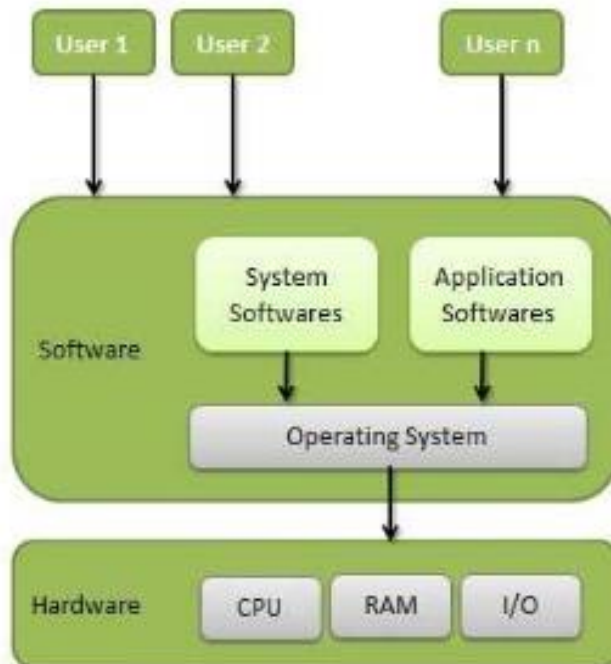 User 1
User 2
User n
System
Softwares
Application
Softwares
Software
Operating System
Hardware
CPU
RAM
I/O